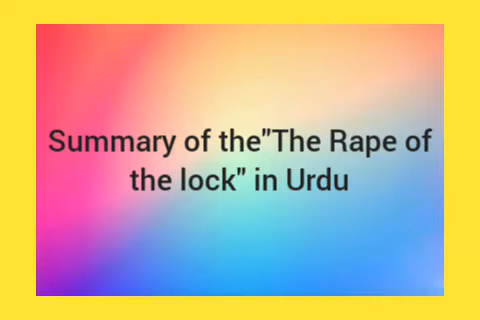 Summary of the"The Rape of
the lock" in Urdu